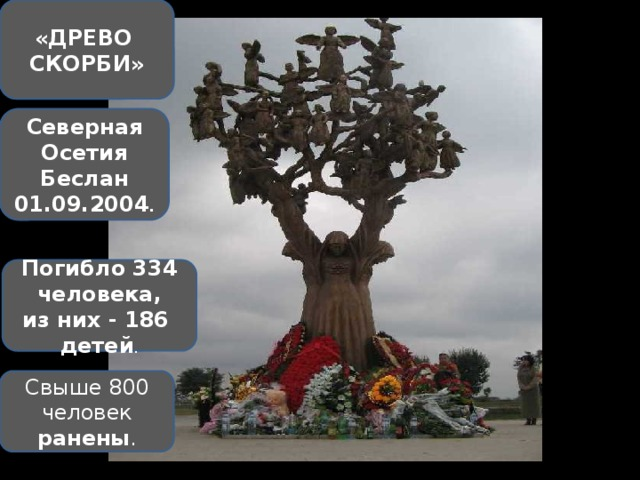 «ДРЕВО
СКОРБИ»
Северная
Осетия
Беслан
01.09.2004.
Погибло 334
человека,
из них - 186
детей.
Свыше 800
человек
ранены.